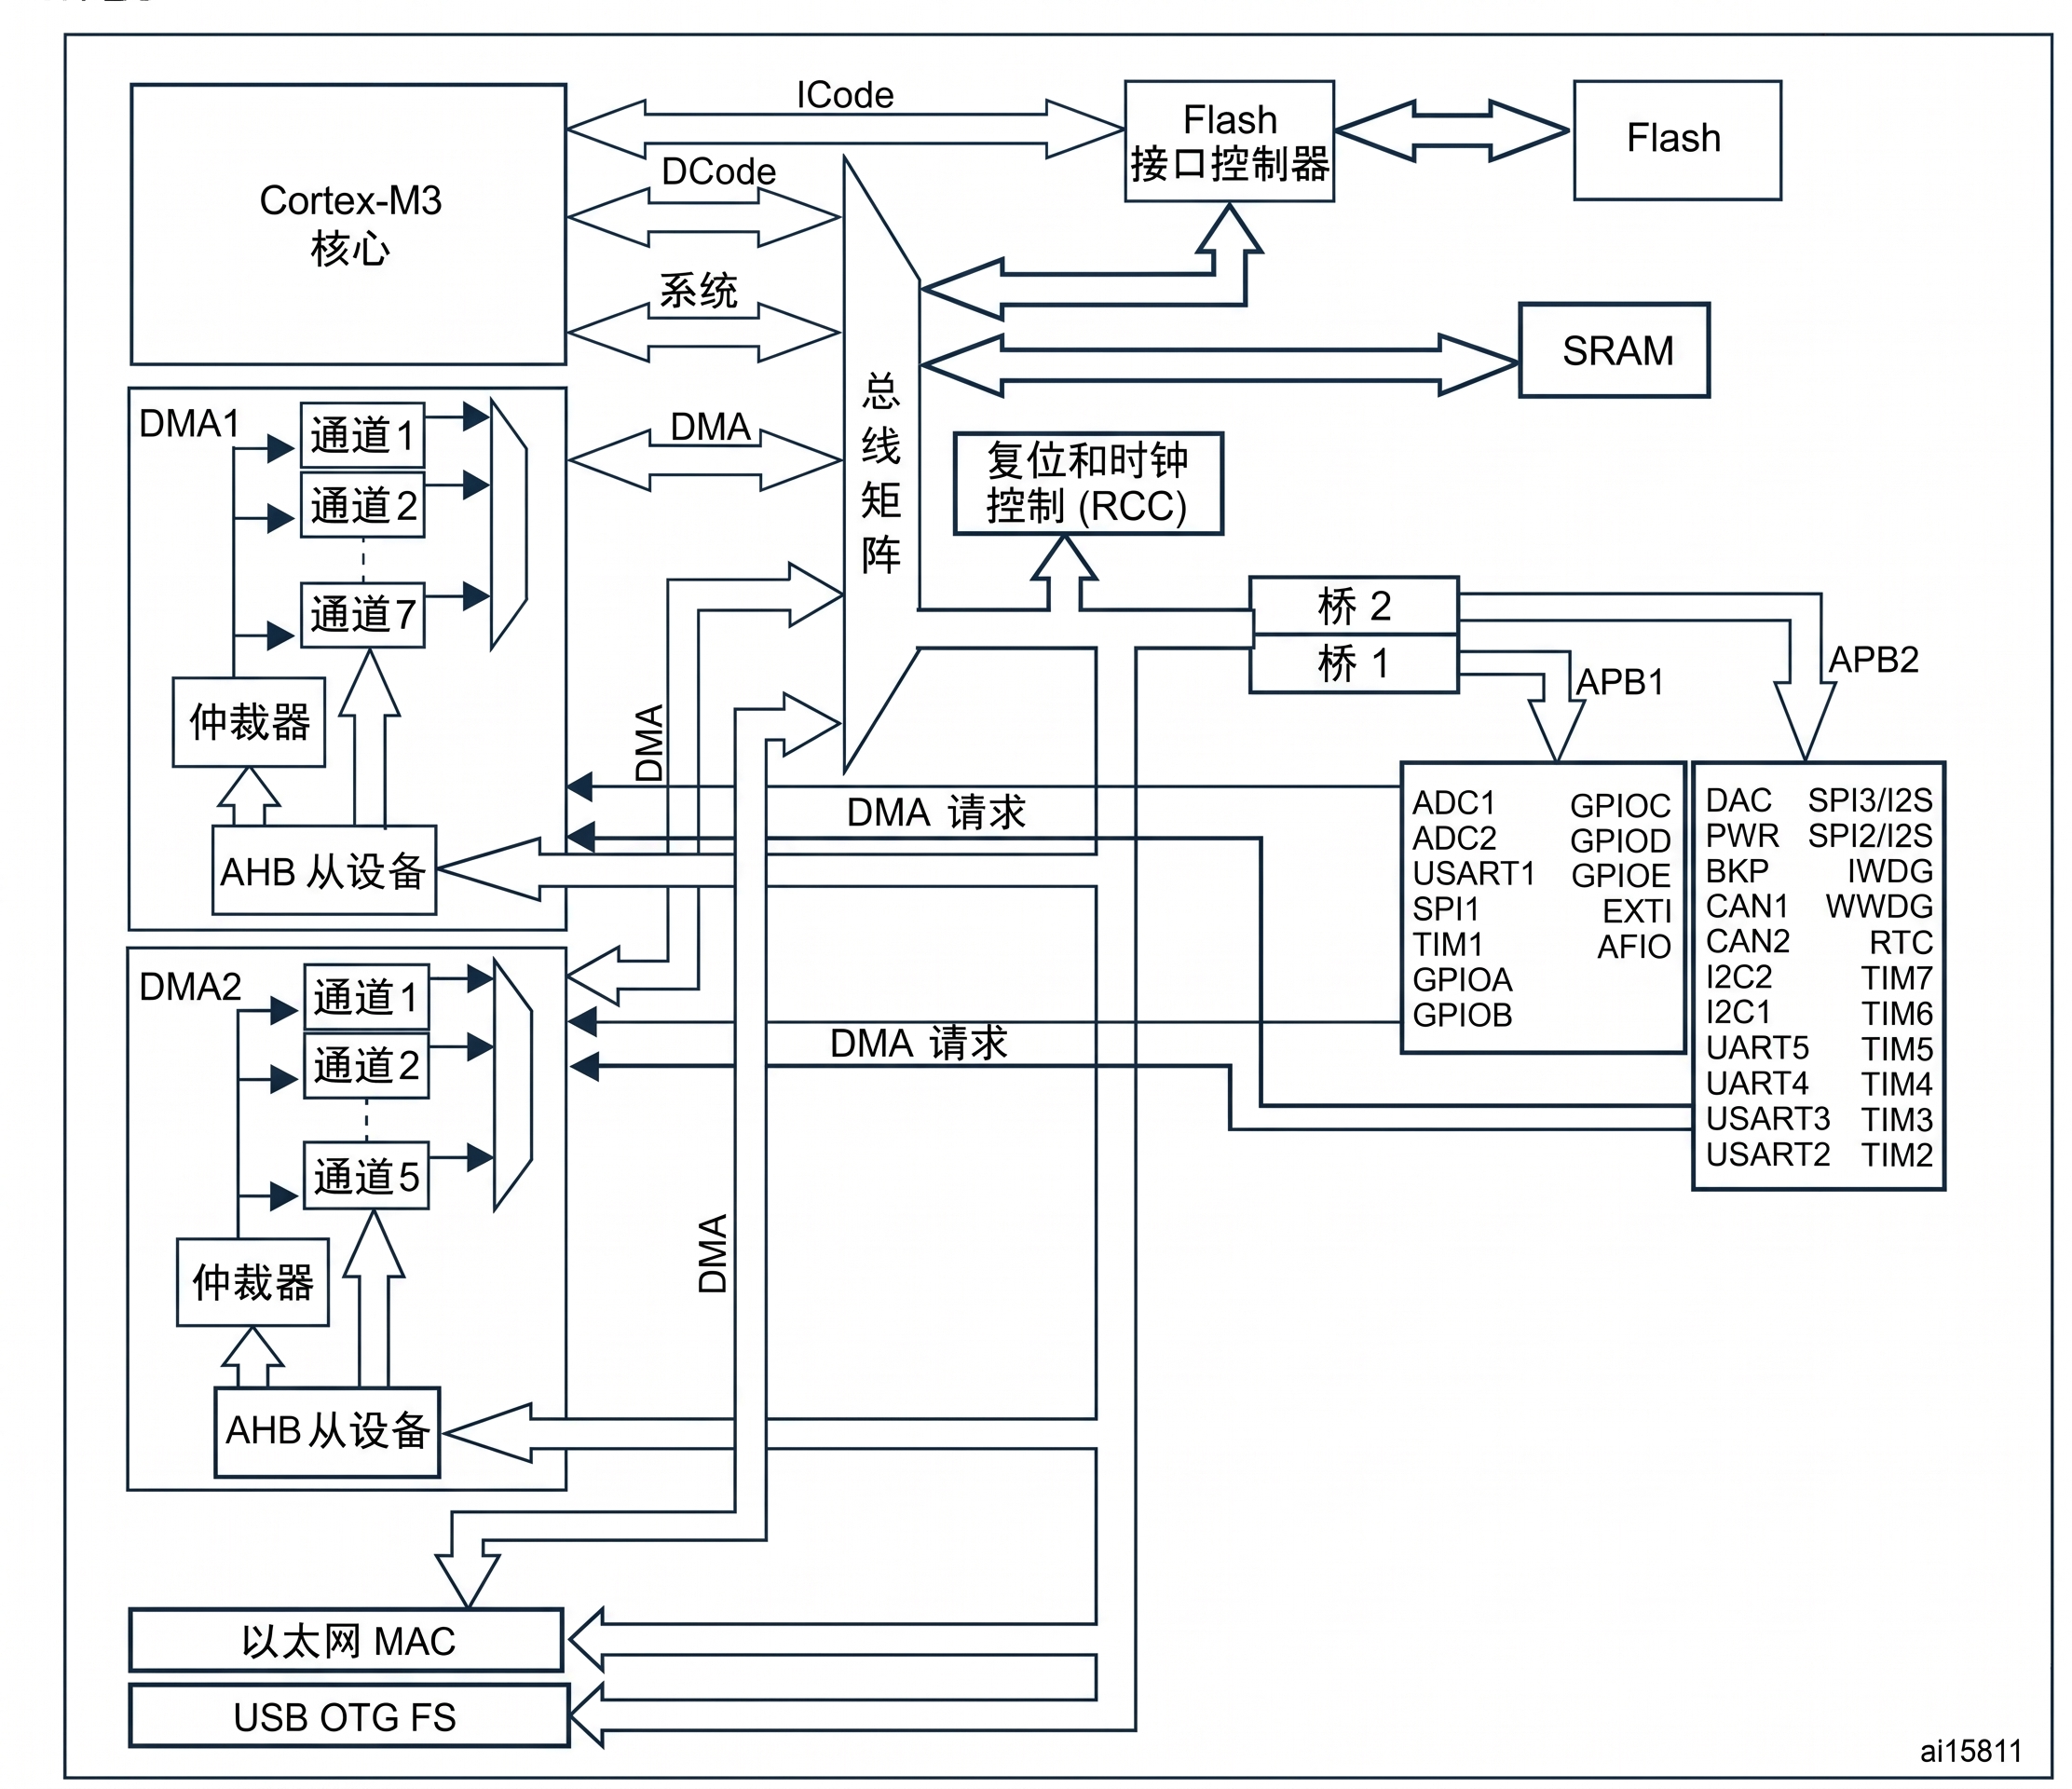 ICode
Flash
接口控制器
Flash
DCode
Cortex-M3
核心
系统
SRAM
总线矩阵
DMA
复位和时钟
控制 (RCC)
DMA1
通道1
通道2
通道7
仲裁器
AHB 从设备
桥 2
桥 1
APB1
APB2
DMA
DMA 请求
ADC1
ADC2
USART1
SPI1
TIM1
GPIOA
GPIOB
GPIOC
GPIOD
GPIOE
EXTI
AFIO
DAC
PWR
BKP
CAN1
CAN2
I2C2
I2C1
UART5
UART4
USART3
USART2
SPI3/I2S
SPI2/I2S
IWDG
WWDG
RTC
TIM7
TIM6
TIM5
TIM4
TIM3
TIM2
DMA2
通道1
通道2
通道5
仲裁器
AHB 从设备
DMA 请求
DMA
以太网 MAC
USB OTG FS
ai15811